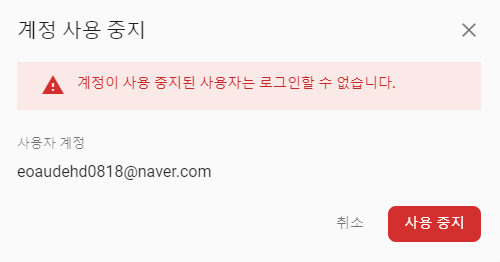 계정 사용 중지
계정이 사용 중지된 사용자는 로그인할 수 없습니다.
사용자 계정
eoaudehd0818@naver.com
취소
사용 중지